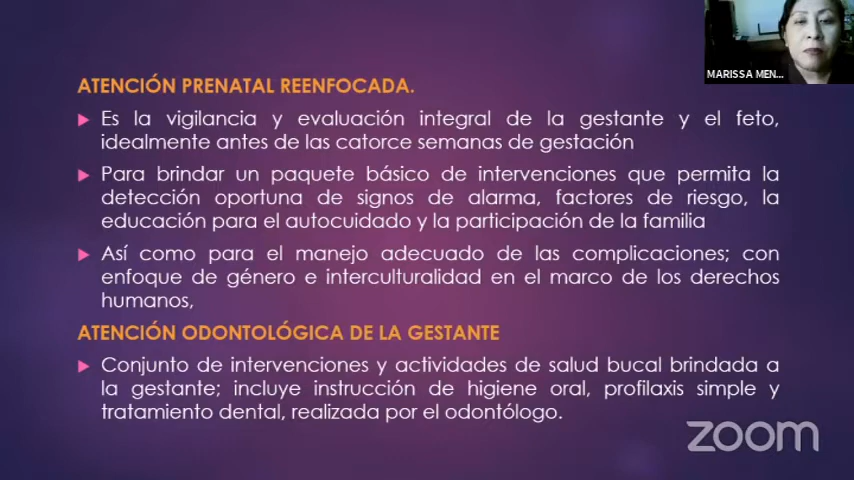 MARISSA MEN...
ATENCIÓN PRENATAL REENFOCADA.
Es la vigilancia y evaluación integral de la gestante y el feto,
idealmente antes de las catorce semanas de gestación
Para brindar un paquete básico de intervenciones que permita la
detección oportuna de signos de alarma, factores de riesgo, la
educación para el autocuidado y la participación de la familia
Así como para el manejo adecuado de las complicaciones; con
enfoque de género e interculturalidad en el marco de los derechos
humanos,
ATENCIÓN ODONTOLÓGICA DE LA GESTANTE
Conjunto de intervenciones y actividades de salud bucal brindada a
la gestante; incluye instrucción de higiene oral, profilaxis simple y
tratamiento dental, realizada por el odontólogo.
zoom